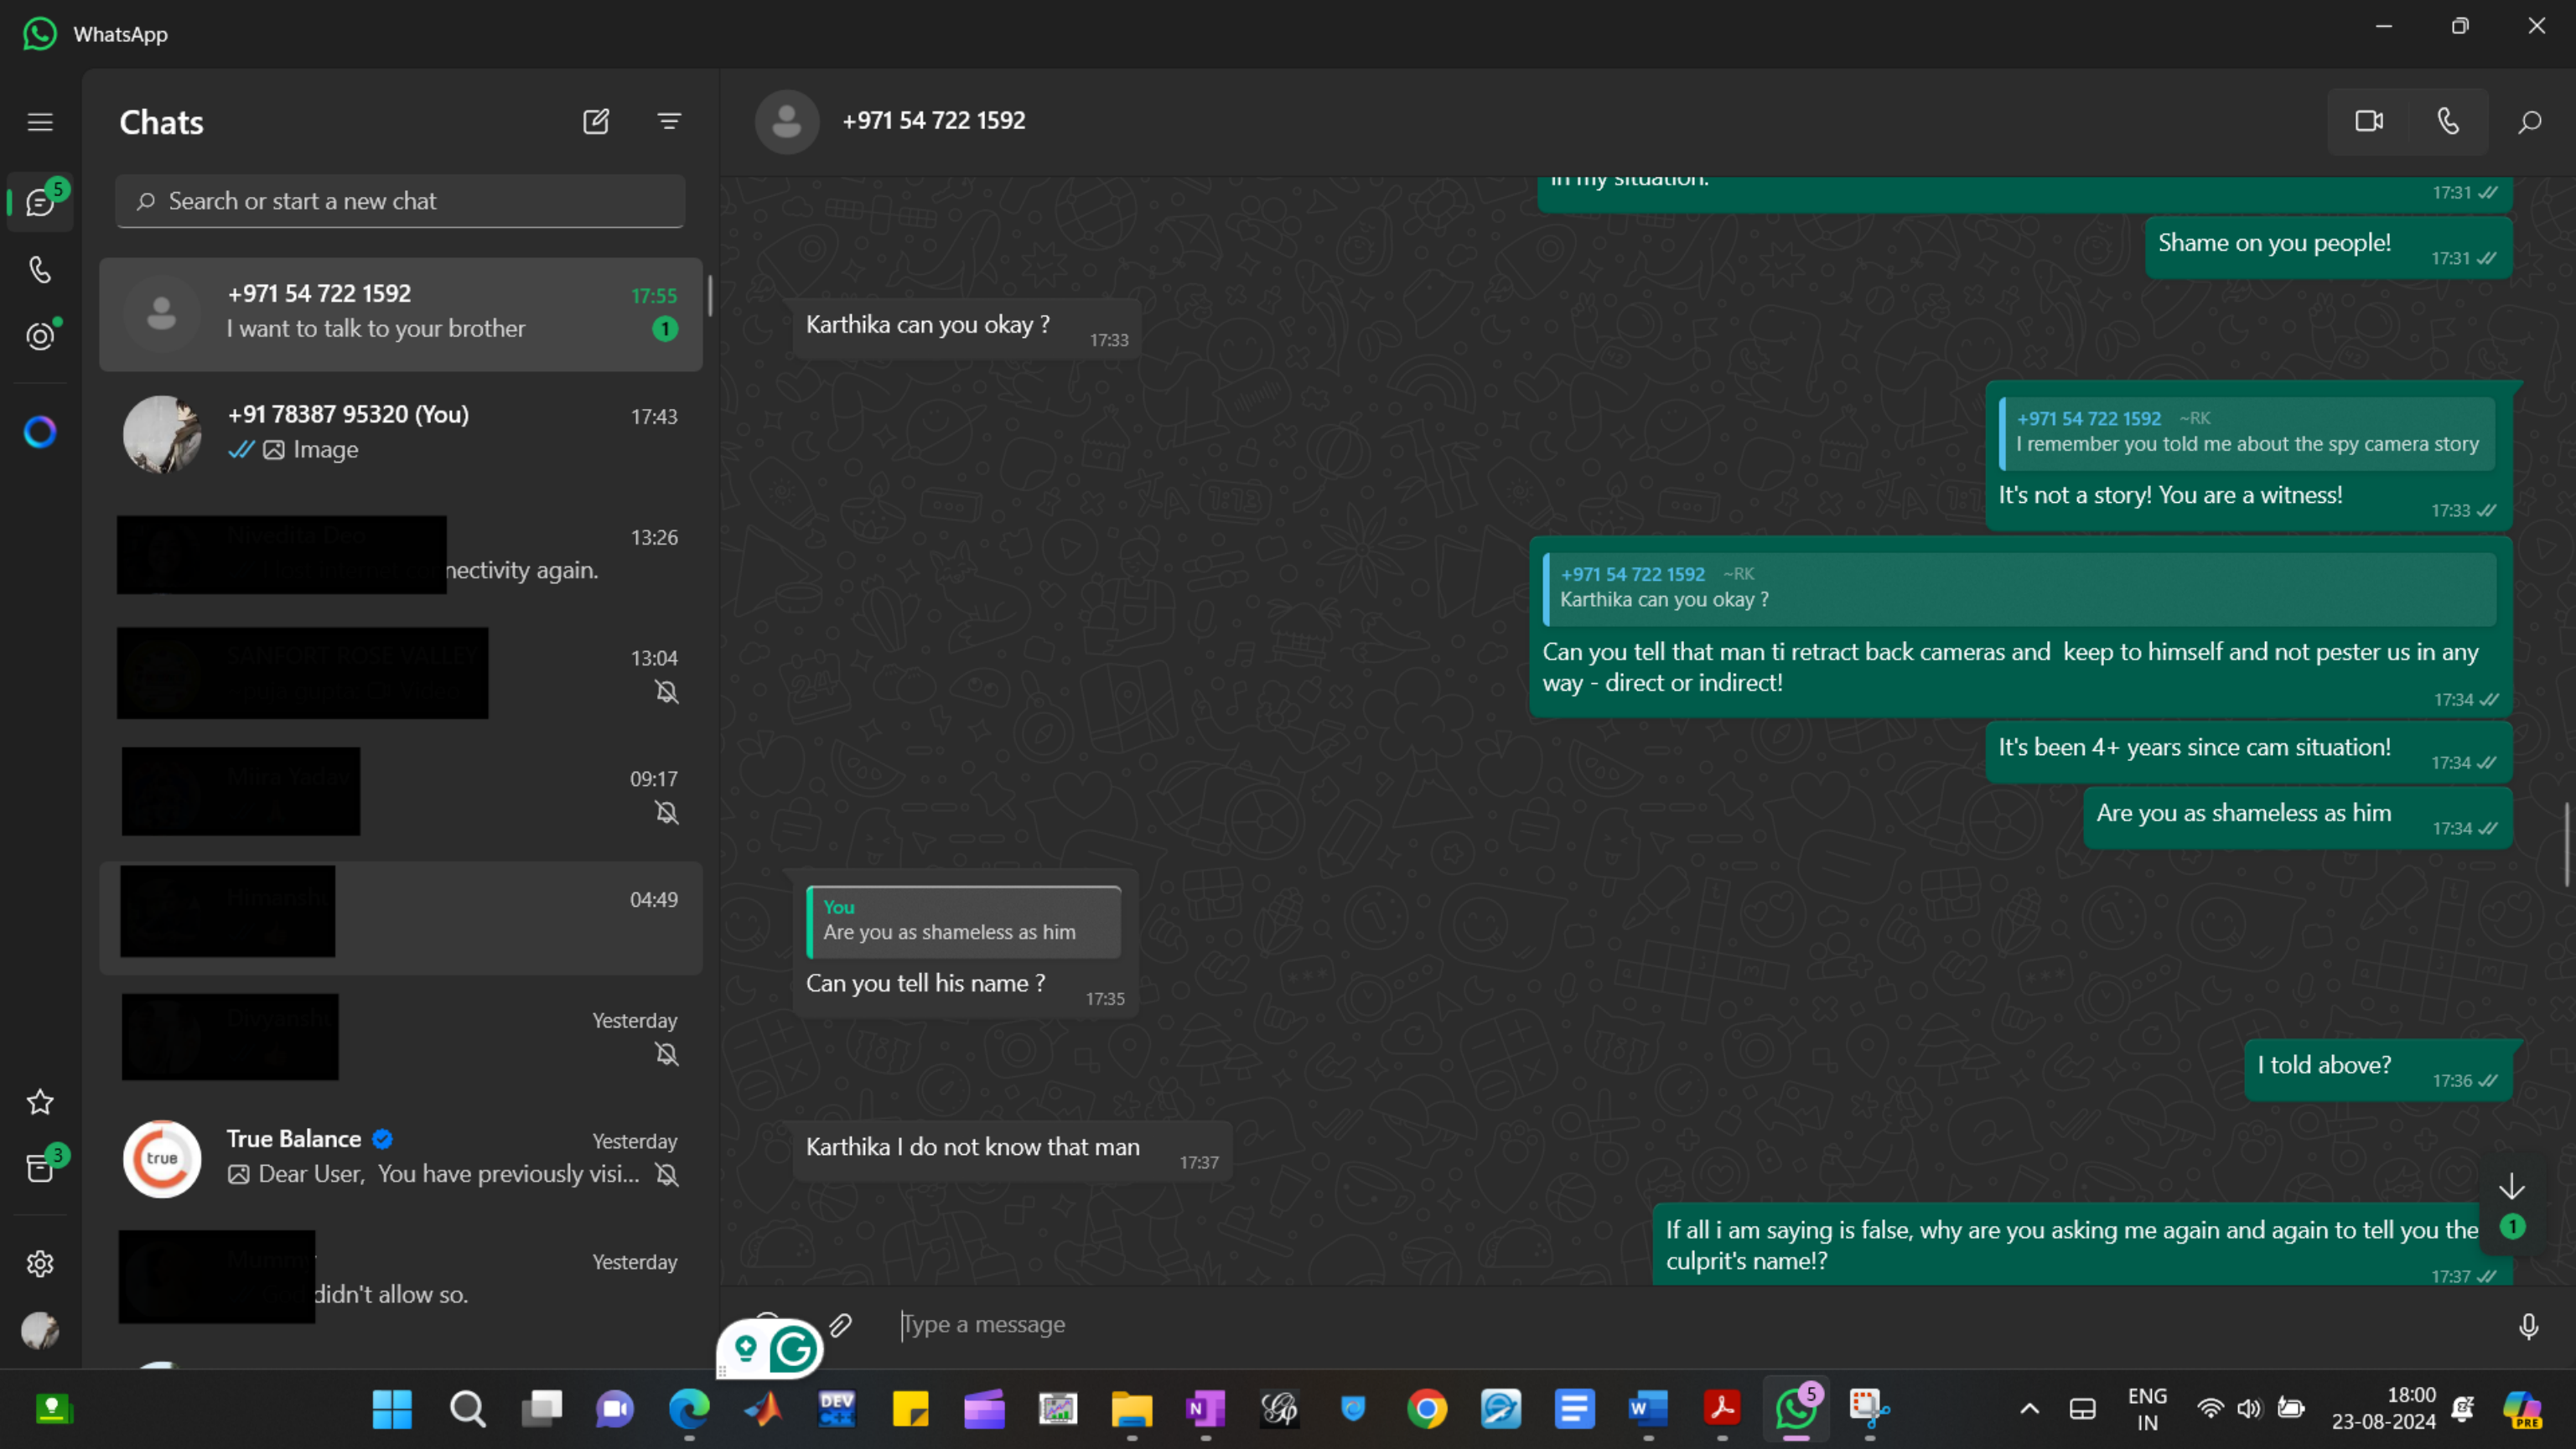 WhatsApp
Chats
5
Search or start a new chat
+971 54 722 1592
17:55
I want to talk to your brother
1
+91 78387 95320 (You)
17:43
Image
13:26
nectivity again.
13:04
09:17
04:49
Yesterday
True Balance
Yesterday
true
Dear User, You have previously visi...
Yesterday
didn't allow so.
3
+971 54 722 1592
in my situation.
17:31
Shame on you people!
17:31
Karthika can you okay ?
17:33
+971 54 722 1592 ~RK
I remember you told me about the spy camera story
It's not a story! You are a witness!
17:33
+971 54 722 1592 ~RK
Karthika can you okay ?
Can you tell that man ti retract back cameras and keep to himself and not pester us in any
way - direct or indirect!
17:34
It's been 4+ years since cam situation!
17:34
Are you as shameless as him
17:34
You
Are you as shameless as him
Can you tell his name ?
17:35
I told above?
17:36
Karthika I do not know that man
17:37
If all i am saying is false, why are you asking me again and again to tell you the
culprit's name!?
17:37
1
Type a message
DEV
C++
N
W
5
ENG
IN
18:00
23-08-2024
PRE